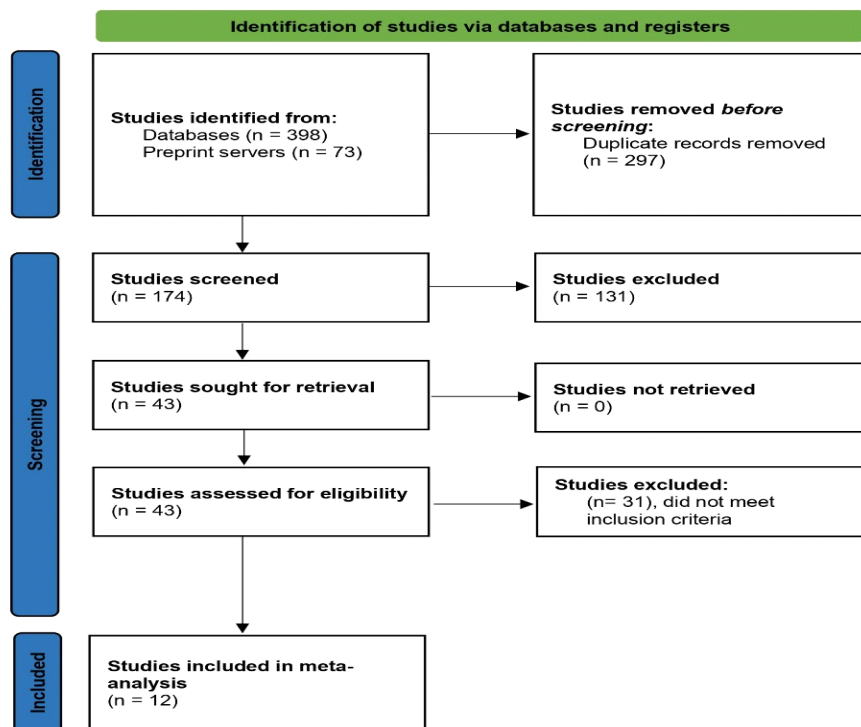 Identification of studies via databases and registers
Identification
Studies identified from:
Databases (n = 398)
Preprint servers (n = 73)
Studies removed before
screening:
Duplicate records removed
(n = 297)
Screening
Studies screened
(n = 174)
Studies excluded
(n = 131)
Studies sought for retrieval
(n = 43)
Studies not retrieved
(n = 0)
Studies assessed for eligibility
(n = 43)
Studies excluded:
(n= 31), did not meet
inclusion criteria
Included
Studies included in meta-
analysis
(n = 12)